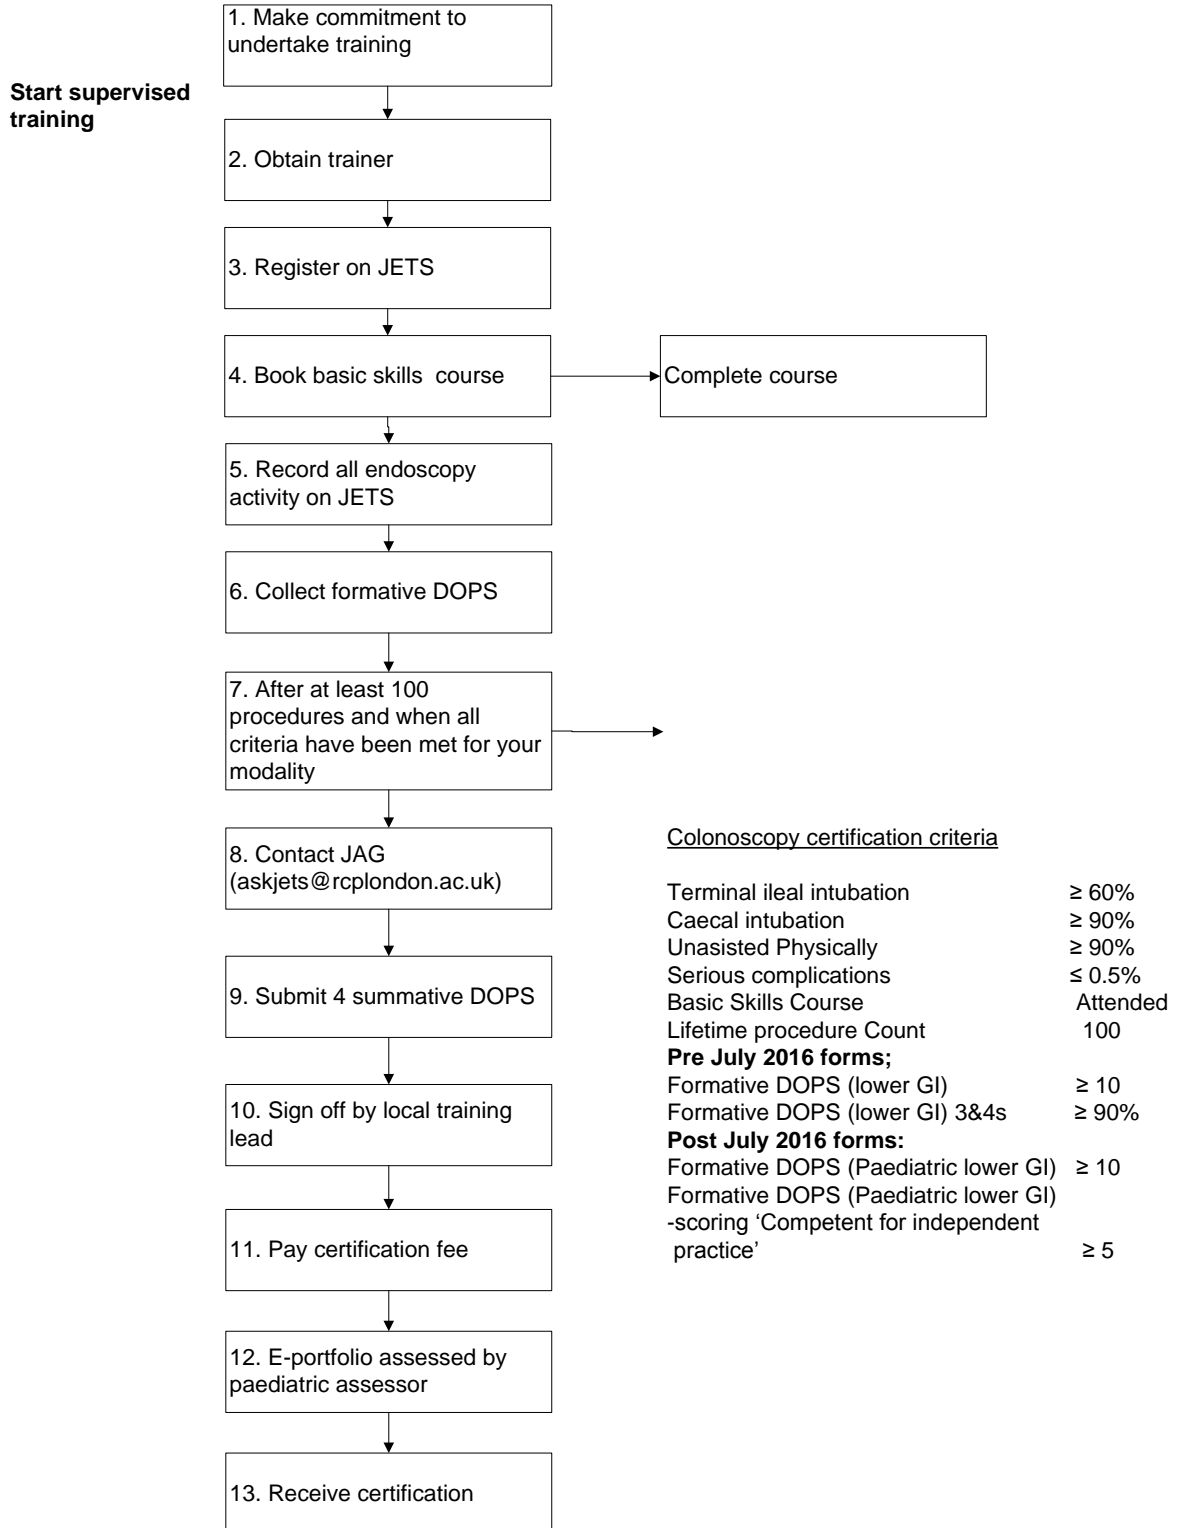 1. Make commitment to
undertake training
Start supervised
training
2. Obtain trainer
3. Register on JETS
4. Book basic skills  course
Complete course
5. Record all endoscopy
activity on JETS
6. Collect formative DOPS
7. After at least 100
procedures and when all
criteria have been met for your
modality
8. Contact JAG
(askjets@rcplondon.ac.uk)
9. Submit 4 summative DOPS
10. Sign off by local training
lead
11. Pay certification fee
12. E-portfolio assessed by
paediatric assessor
13. Receive certification
Colonoscopy certification criteria
Terminal ileal intubation ≥ 60%
Caecal intubation ≥ 90%
Unasisted Physically ≥ 90%
Serious complications ≤ 0.5%
Basic Skills Course Attended
Lifetime procedure Count 100
Pre July 2016 forms;
Formative DOPS (lower GI) ≥ 10
Formative DOPS (lower GI) 3&4s ≥ 90%
Post July 2016 forms:
Formative DOPS (Paediatric lower GI) ≥ 10
Formative DOPS (Paediatric lower GI)
-scoring ‘Competent for independent
practice’ ≥ 5